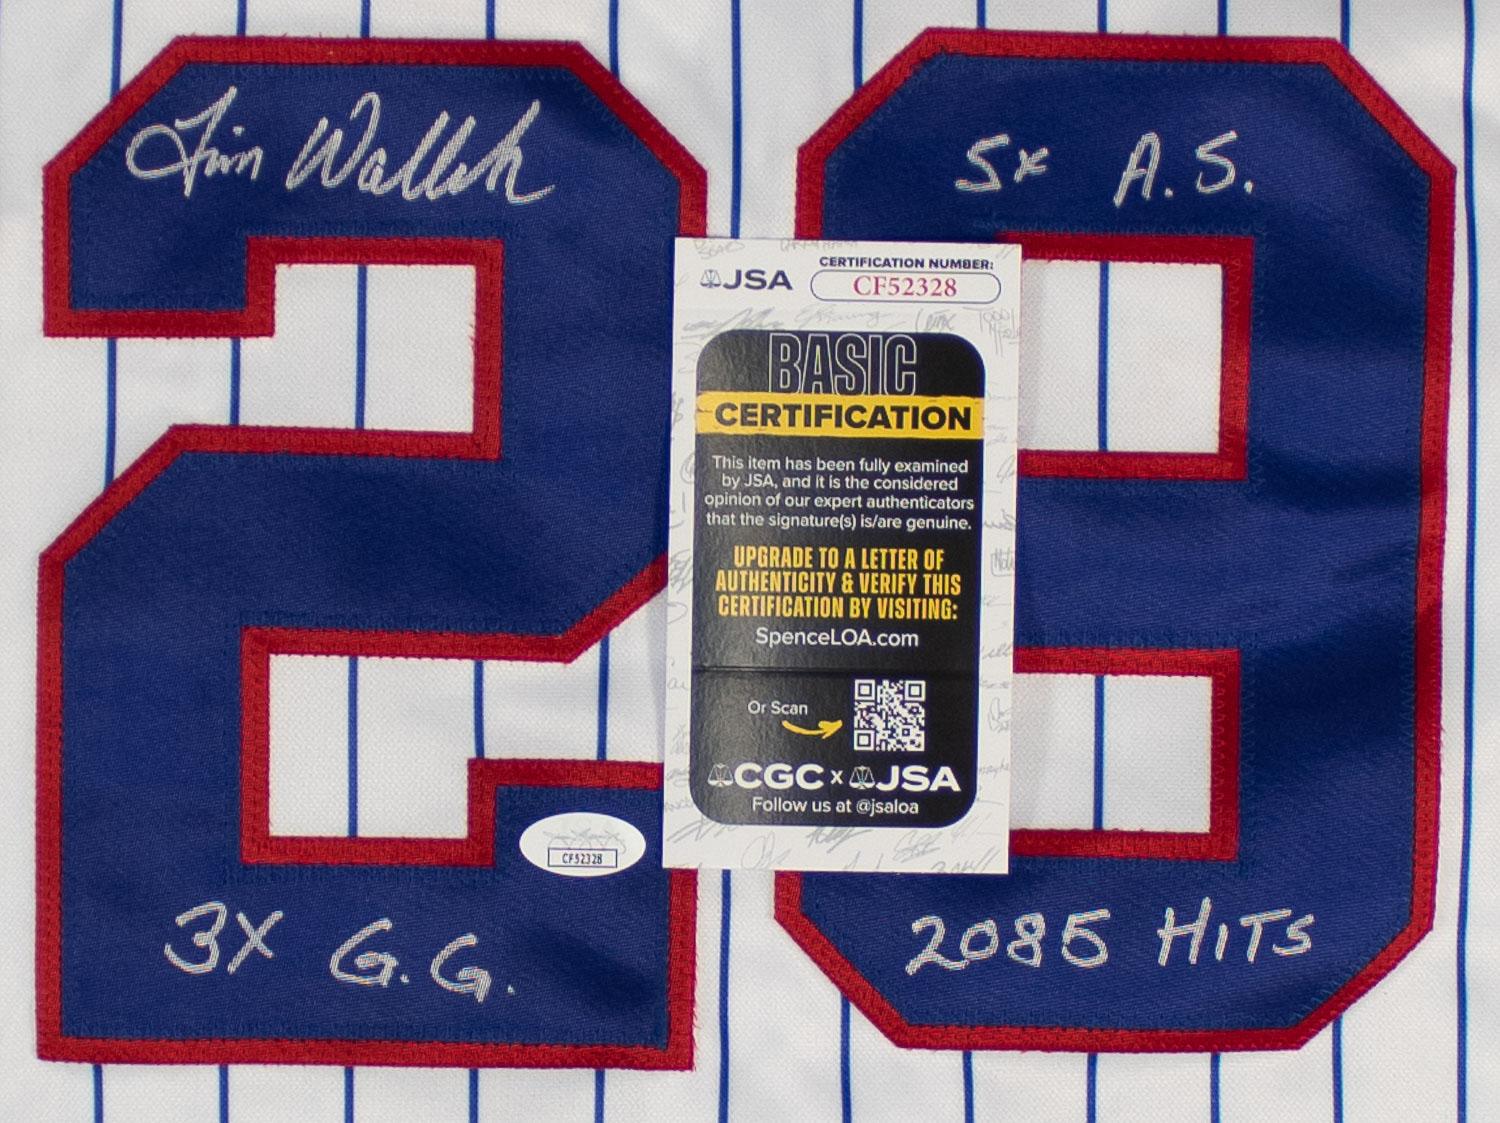 Tim Wallach
5x A.S.
JSA
CERTIFICATION NUMBER:
CF52328
BASIC
CERTIFICATION
This item has been fully examined
by JSA, and it is the considered
opinion of our expert authenticators
that the signature(s) is/are genuine.
UPGRADE TO A LETTER OF
AUTHENTICITY & VERIFY THIS
CERTIFICATION BY VISITING:
SpenceLOA.com
Or Scan
CGC x JSA
Follow us at @jsaloa
CF52328
3X G.G.
2085 HITS